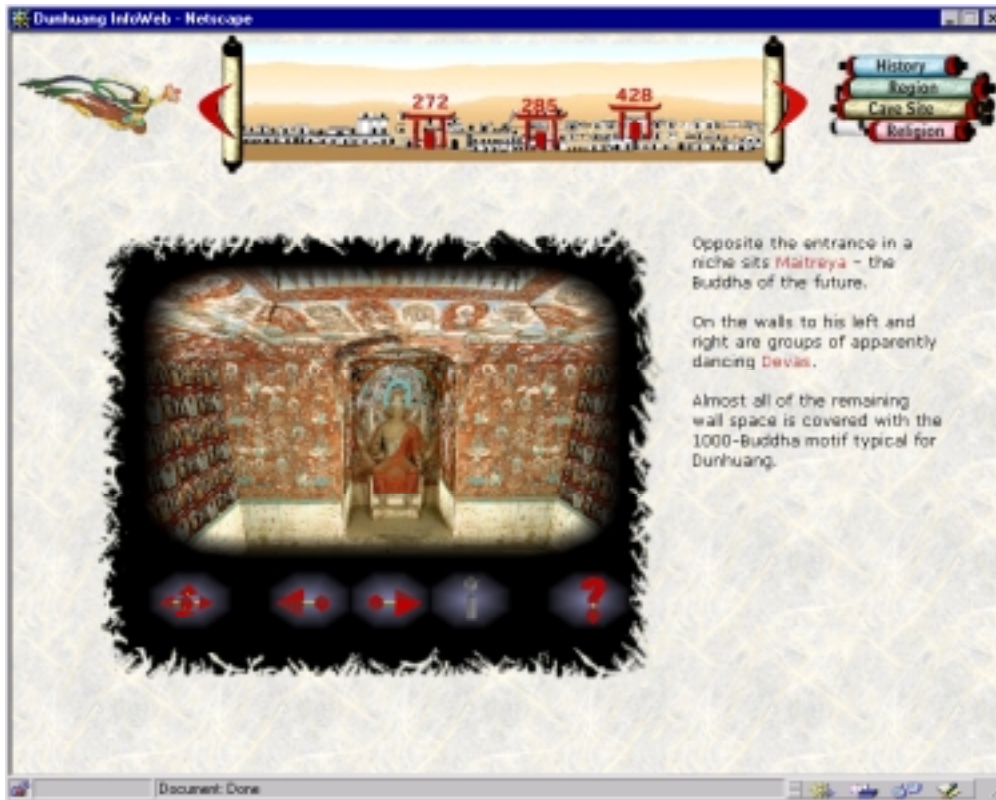 Dunhuang InfoWeb - Netscape
272
285
428
History
Region
Cave Site
Religion
Opposite the entrance in a
niche sits Maitreya – the
Buddha of the future.
On the walls to his left and
right are groups of apparently
dancing Devas.
Almost all of the remaining
wall space is covered with the
1000-Buddha motif typical for
Dunhuang.
i
?
Document: Done